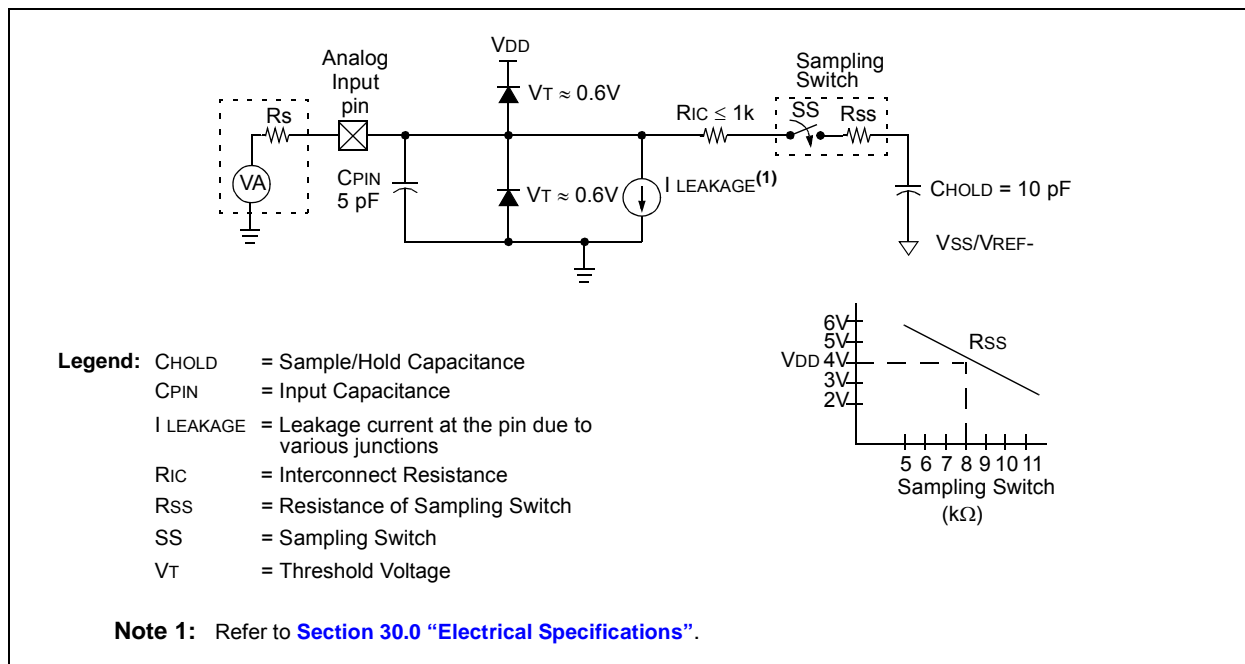 VDD
Analog
Input
pin
Sampling
Switch
VT ≈ 0.6V
RIC ≤ 1k
SS
Rss
Rs
VA
CPIN
5 pF
VT ≈ 0.6V
I LEAKAGE(1)
CHOLD = 10 pF
VSS/VREF-
6V
5V
VDD 4V
3V
2V
RSS
5 6 7 8 9 10 11
Sampling Switch
(kΩ)
Legend: CHOLD = Sample/Hold Capacitance
CPIN = Input Capacitance
I LEAKAGE = Leakage current at the pin due to
various junctions
RIC = Interconnect Resistance
RSS = Resistance of Sampling Switch
SS = Sampling Switch
VT = Threshold Voltage
Note 1: Refer to Section 30.0 “Electrical Specifications”.